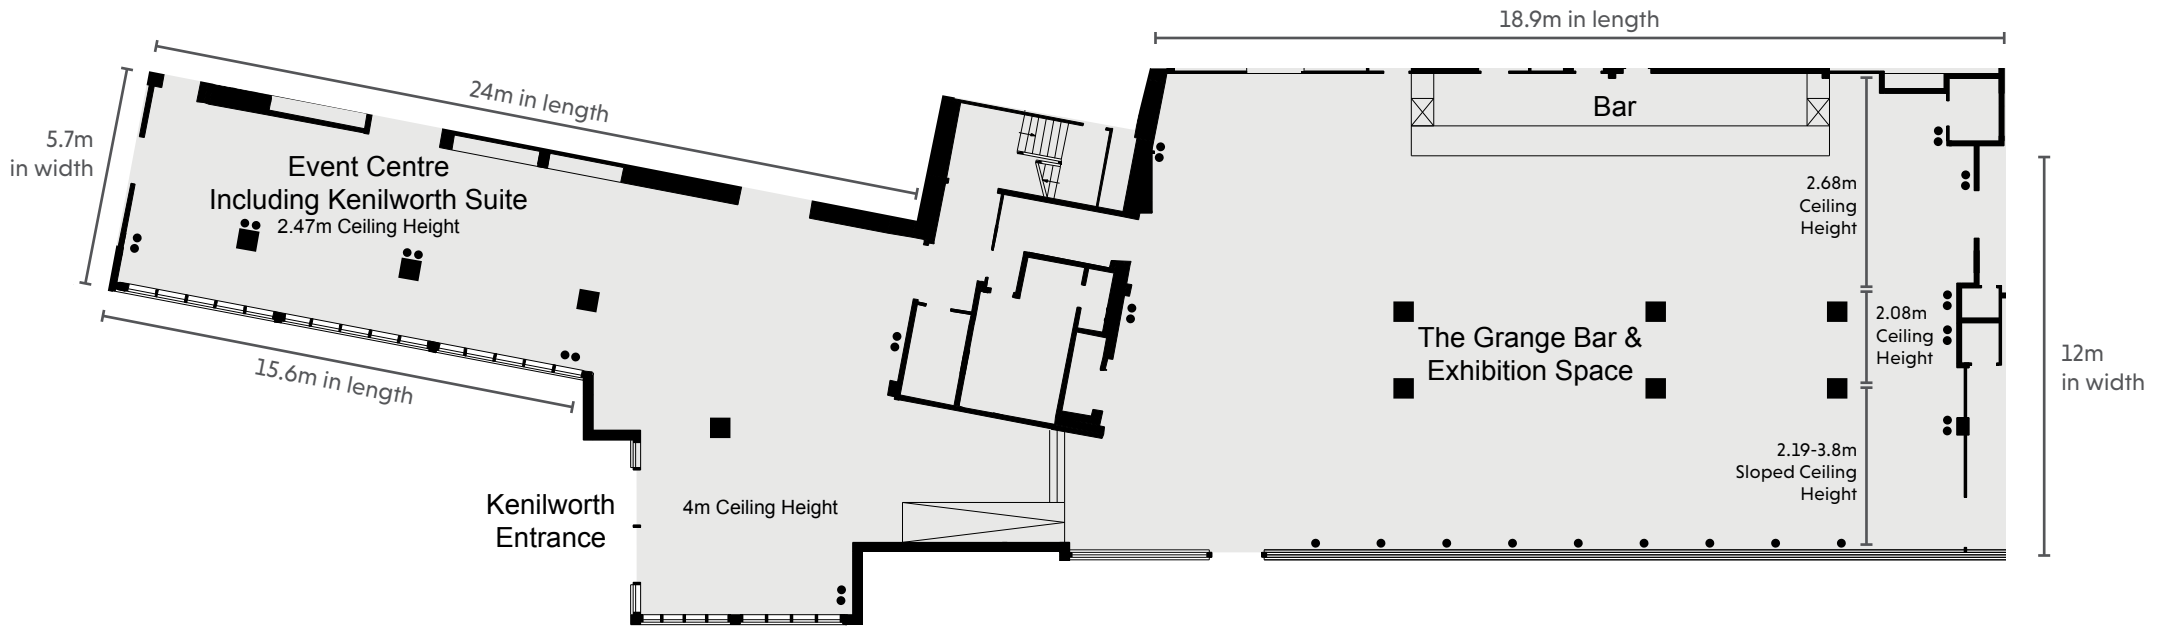 18.9m in length
24m in length
5.7m
in width
Event Centre
Including Kenilworth Suite
2.47m Ceiling Height
15.6m in length
Kenilworth
Entrance
4m Ceiling Height
Bar
2.68m
Ceiling
Height
The Grange Bar &
Exhibition Space
2.08m
Ceiling
Height
2.19-3.8m
Sloped Ceiling
Height
12m
in width